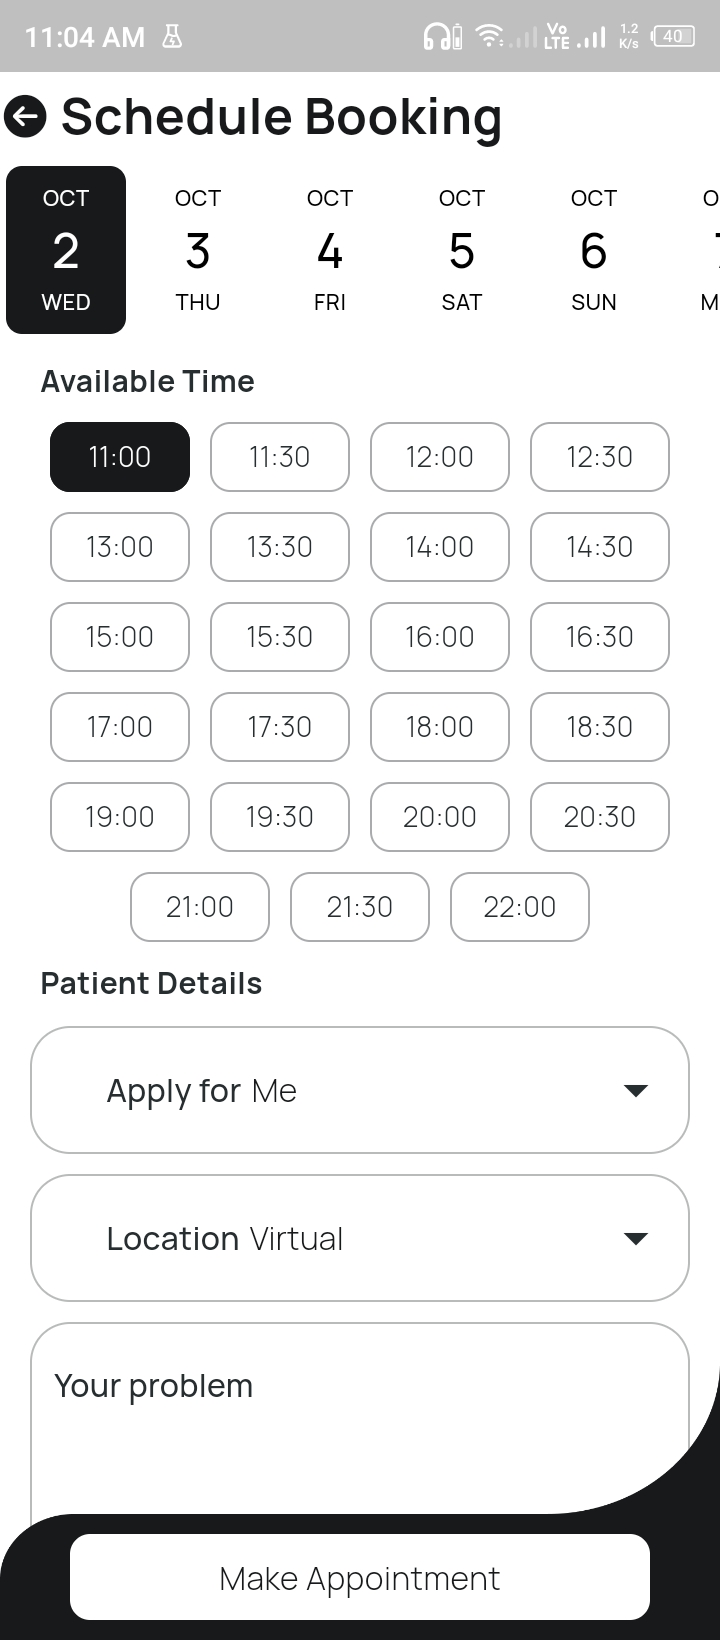 11:04 AM
Vo LTE
1.2 K/s
40
Schedule Booking
OCT OCT OCT OCT OCT
2 3 4 5 6
WED THU FRI SAT SUN
Available Time
11:00 11:30 12:00 12:30
13:00 13:30 14:00 14:30
15:00 15:30 16:00 16:30
17:00 17:30 18:00 18:30
19:00 19:30 20:00 20:30
21:00 21:30 22:00
Patient Details
Apply for Me
Location Virtual
Your problem
Make Appointment